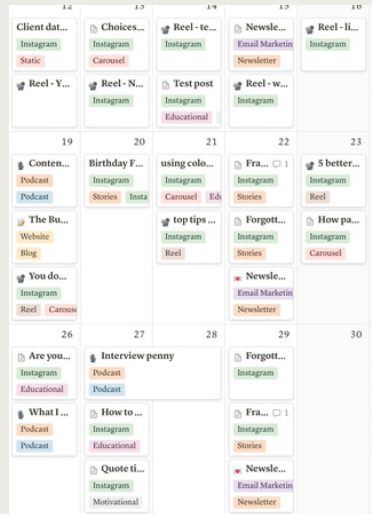 12 13 14 15 16
Client dat...
Instagram
Static
Reel - Y...
Choices...
Instagram
Carousel
Reel - N...
Instagram
Reel - te...
Instagram
Test post
Instagram
Educational
Newsle...
Email Marketin
Newsletter
Reel - w...
Instagram
Reel - li...
Instagram
19 20 21 22 23
Conten...
Podcast
Podcast
The Bu...
Website
Blog
You do...
Instagram
Reel Carous
Birthday F...
Instagram
Stories Insta
using colo...
Instagram
Carousel Edu
top tips ...
Instagram
Reel
Fra... 1
Instagram
Stories
Forgott...
Instagram
Stories
Newsle...
Email Marketin
Newsletter
5 better...
Instagram
Reel
How pa...
Instagram
Carousel
26 27 28 29 30
Are you...
Instagram
Educational
What I ...
Podcast
Podcast
Interview penny
Podcast
Podcast
How to ...
Instagram
Educational
Quote ti...
Instagram
Motivational
Forgott...
Instagram
Fra... 1
Instagram
Stories
Newsle...
Email Marketin
Newsletter